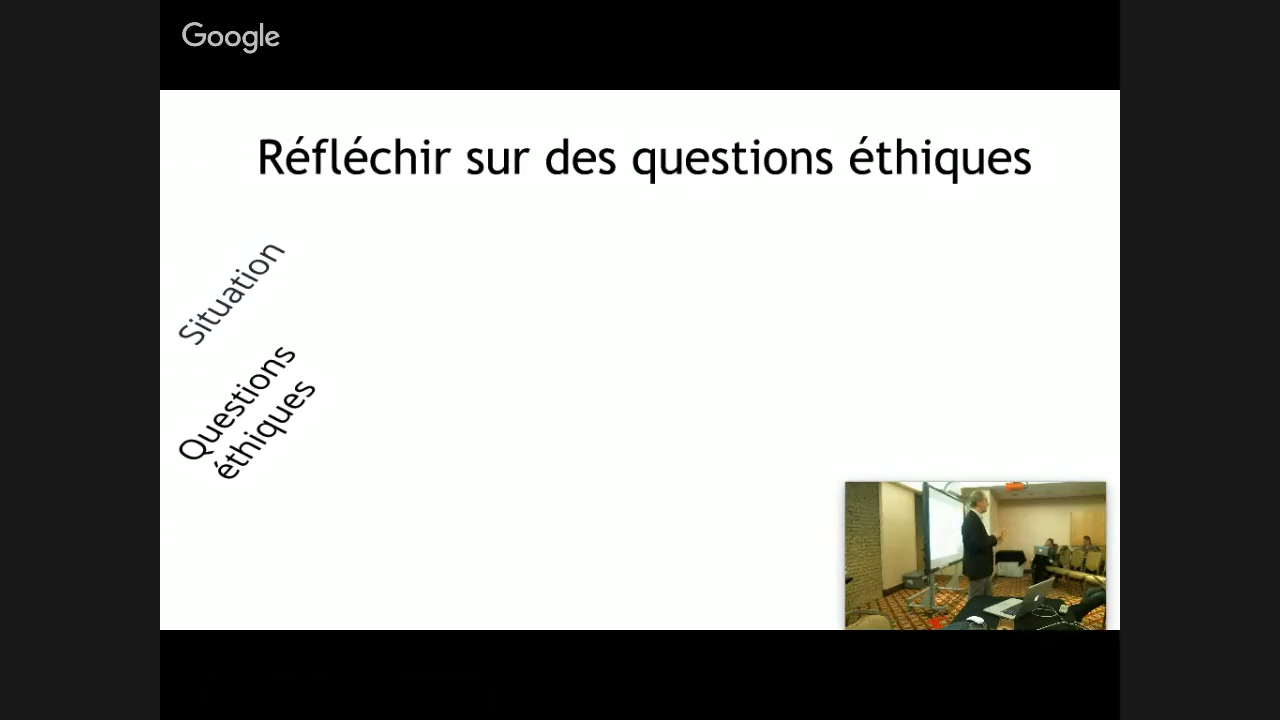 Google
Réfléchir sur des questions éthiques
Situation
Questions
éthiques